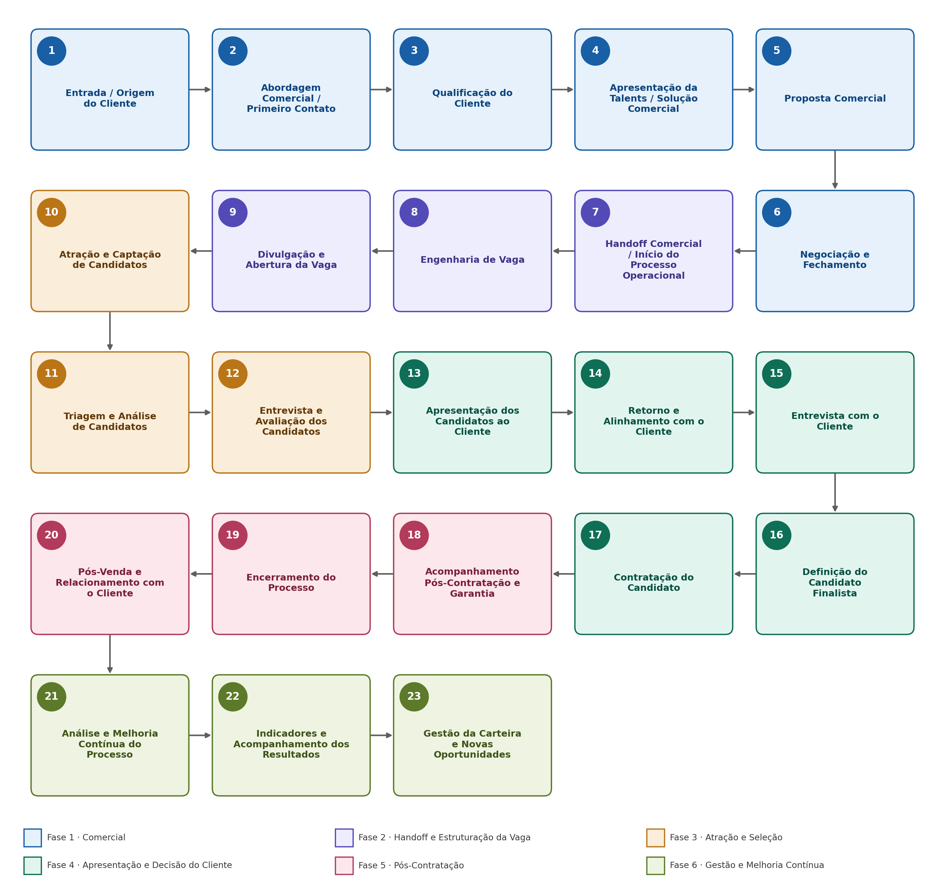 1
Entrada / Origem
do Cliente
2
Abordagem
Comercial /
Primeiro Contato
3
Qualificação do
Cliente
4
Apresentação da
Talents / Solução
Comercial
5
Proposta Comercial
6
Negociação e
Fechamento
7
Handoff Comercial
/ Início do
Processo
Operacional
8
Engenharia de Vaga
9
Divulgação e
Abertura da Vaga
10
Atração e Captação
de Candidatos
11
Triagem e Análise
de Candidatos
12
Entrevista e
Avaliação dos
Candidatos
13
Apresentação dos
Candidatos ao
Cliente
14
Retorno e
Alinhamento com o
Cliente
15
Entrevista com o
Cliente
16
Definição do
Candidato
Finalista
17
Contratação do
Candidato
18
Acompanhamento
Pós-Contratação e
Garantia
19
Encerramento do
Processo
20
Pós-Venda e
Relacionamento com
o Cliente
21
Análise e Melhoria
Contínua do
Processo
22
Indicadores e
Acompanhamento dos
Resultados
23
Gestão da Carteira
e Novas
Oportunidades
Fase 1 · Comercial
Fase 2 · Handoff e Estruturação da Vaga
Fase 3 · Atração e Seleção
Fase 4 · Apresentação e Decisão do Cliente
Fase 5 · Pós-Contratação
Fase 6 · Gestão e Melhoria Contínua